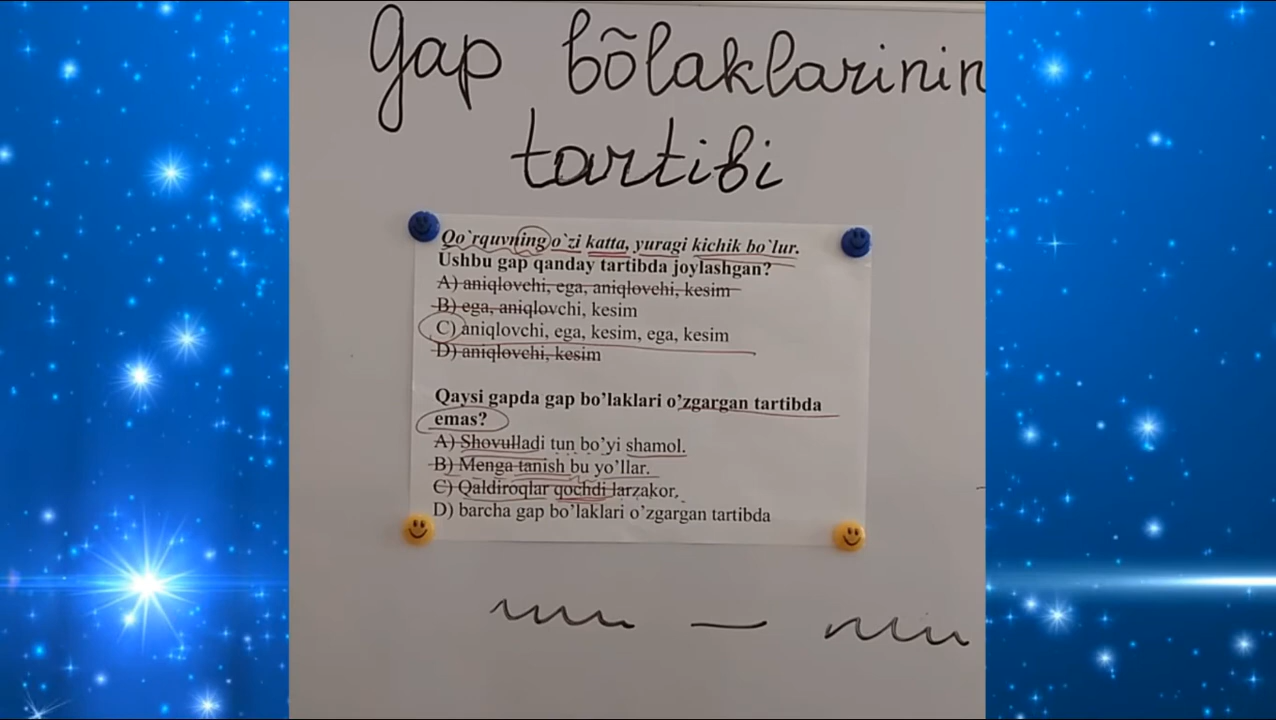 Gap bõlaklarinin
tartibi
Qo`rquvning o`zi katta, yuragi kichik bo`lur.
Ushbu gap qanday tartibda joylashgan?
A) aniqlovchi, ega, aniqlovchi, kesim
B) ega, aniqlovchi, kesim
C) aniqlovchi, ega, kesim, ega, kesim
D) aniqlovchi, kesim
Qaysi gapda gap bo’laklari o’zgargan tartibda
emas?
A) Shovulladi tun bo’yi shamol.
B) Menga tanish bu yo’llar.
C) Qaldiroqlar qochdi larzakor.
D) barcha gap bo’laklari o’zgargan tartibda